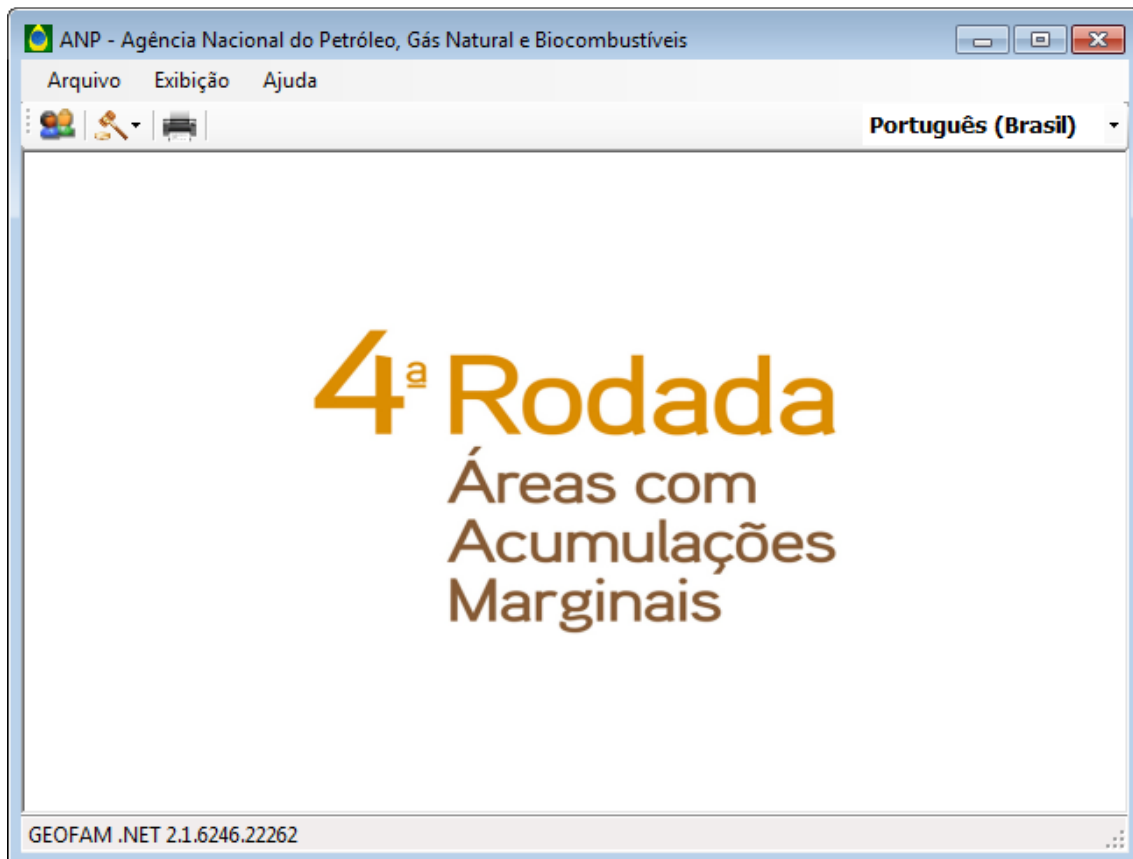 ANP - Agência Nacional do Petróleo, Gás Natural e Biocombustíveis
Arquivo Exibição Ajuda
Português (Brasil)
4ª Rodada
Áreas com
Acumulações
Marginais
GEOFAM .NET 2.1.6246.22262